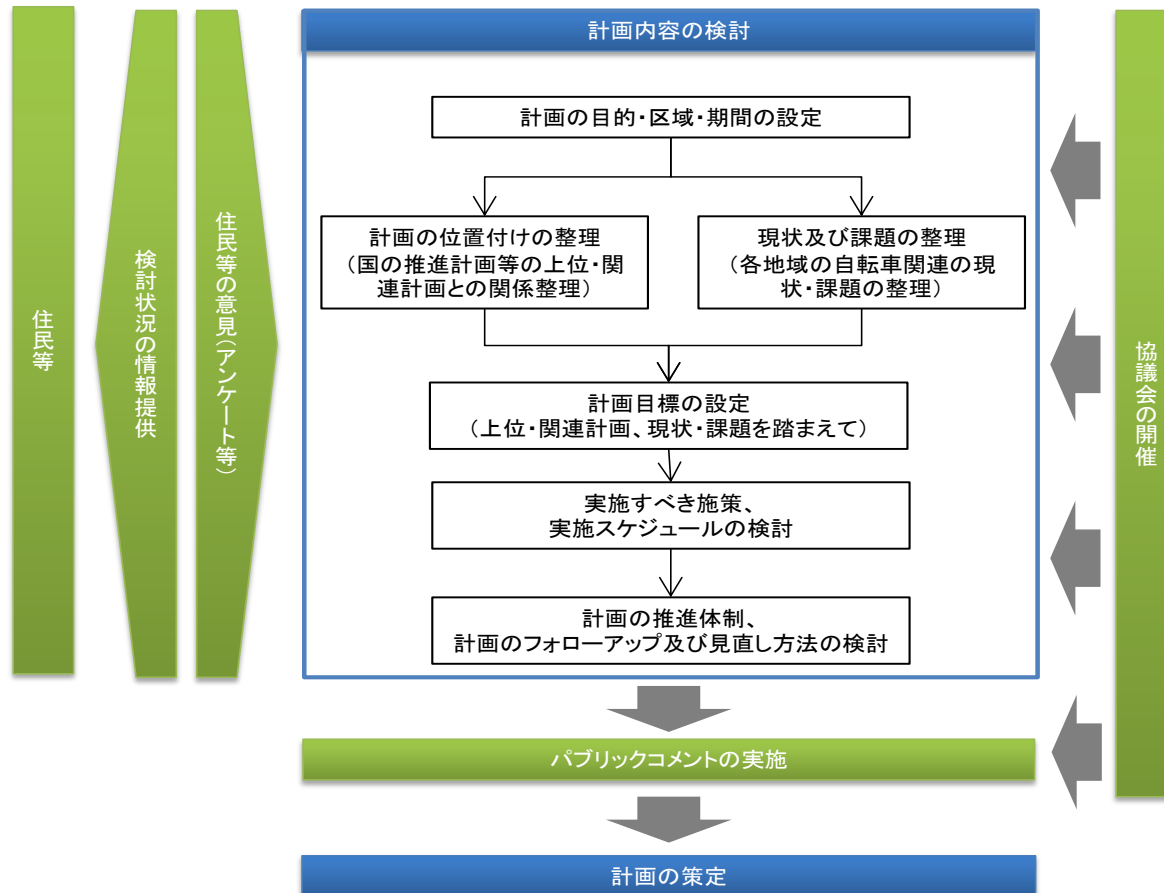 計画内容の検討
計画の目的・区域・期間の設定
計画の位置付けの整理
（国の推進計画等の上位・関
連計画との関係整理）
現状及び課題の整理
（各地域の自転車関連の現
状・課題の整理）
計画目標の設定
（上位・関連計画、現状・課題を踏まえて）
実施すべき施策、
実施スケジュールの検討
計画の推進体制、
計画のフォローアップ及び見直し方法の検討
パブリックコメントの実施
計画の策定
住民等
検討状況の情報提供
住民等の意見（アンケート等）
協議会の開催